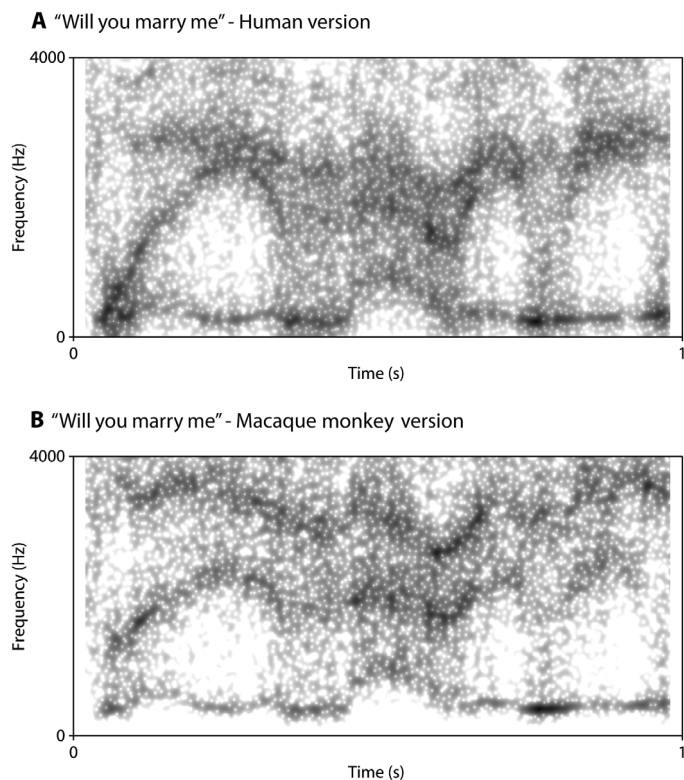 A "Will you marry me" - Human version
4000
Frequency (Hz)
0
0
1
Time (s)
B "Will you marry me" - Macaque monkey version
4000
Frequency (Hz)
0
0
1
Time (s)